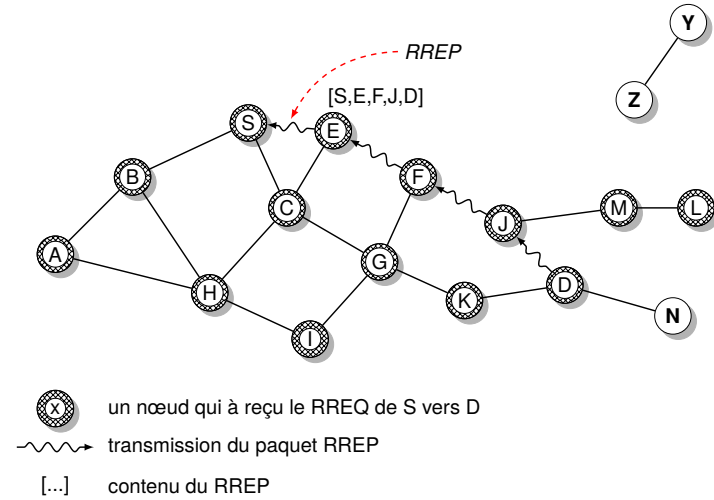 Y
RREP
[S,E,F,J,D]
Z
S
E
B
F
C
J
M
L
A
G
H
K
D
N
I
x un nœud qui à reçu le RREQ de S vers D
transmission du paquet RREP
[...] contenu du RREP